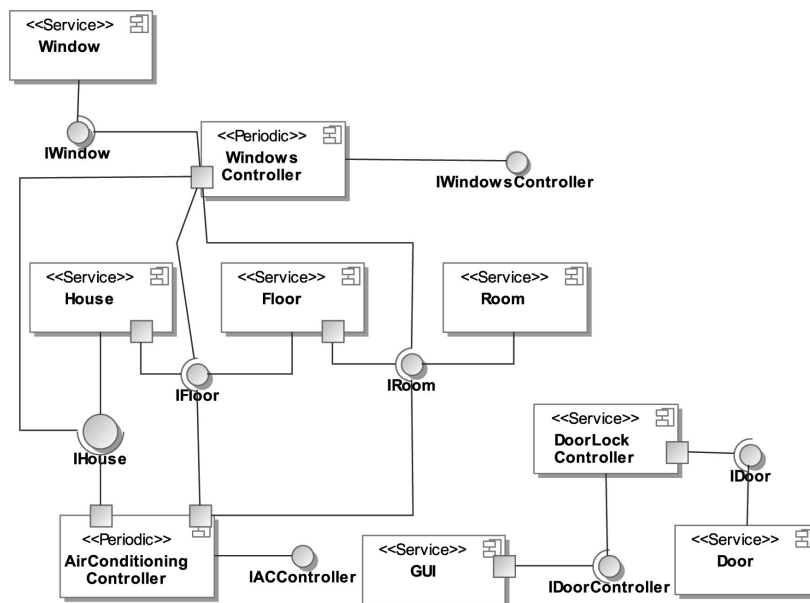 <<Service>>
Window
IWindow
<<Periodic>>
Windows
Controller
IWindowsController
<<Service>>
House
<<Service>>
Floor
<<Service>>
Room
IFloor
IRoom
IHouse
<<Service>>
DoorLock
Controller
IDoor
<<Periodic>>
AirConditioning
Controller
IACController
<<Service>>
GUI
IDoorController
<<Service>>
Door